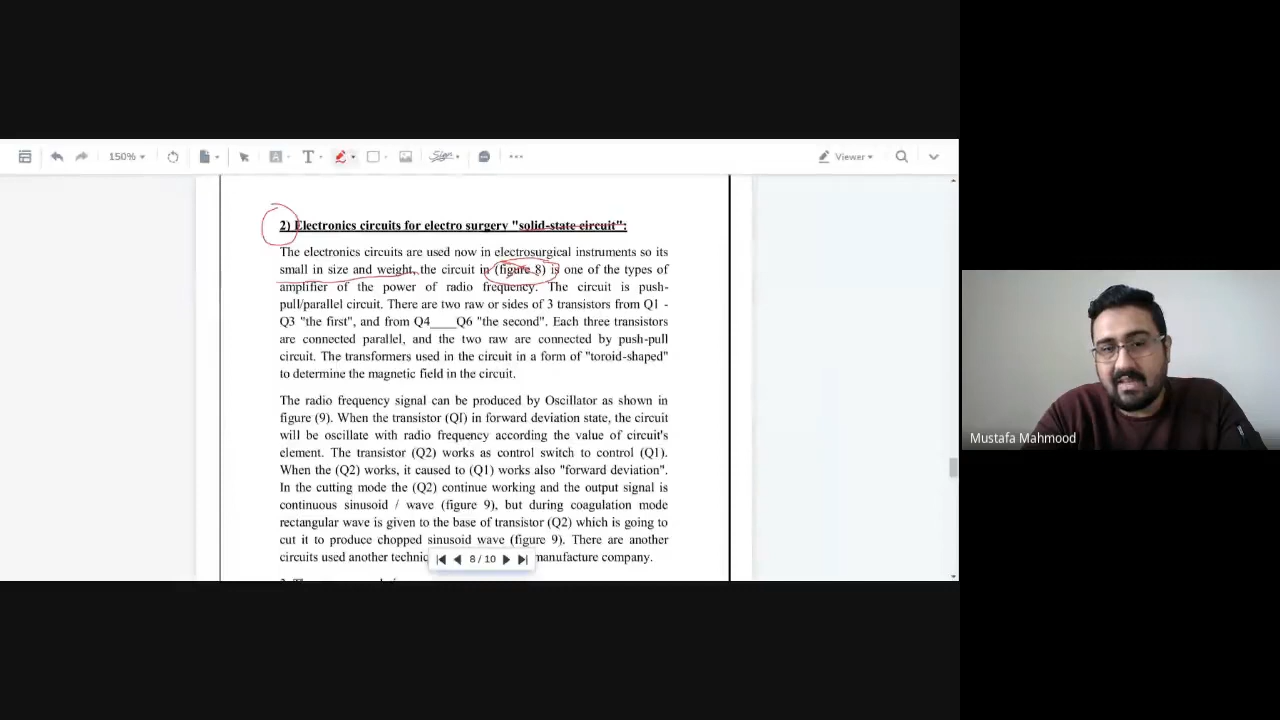 150%
T
Sign
Viewer
2) Electronics circuits for electro surgery "solid-state circuit":
The electronics circuits are used now in electrosurgical instruments so its
small in size and weight, the circuit in (figure 8) is one of the types of
amplifier of the power of radio frequency. The circuit is push-
pull/parallel circuit. There are two raw or sides of 3 transistors from Q1 -
Q3 "the first", and from Q4____Q6 "the second". Each three transistors
are connected parallel, and the two raw are connected by push-pull
circuit. The transformers used in the circuit in a form of "toroid-shaped"
to determine the magnetic field in the circuit.
The radio frequency signal can be produced by Oscillator as shown in
figure (9). When the transistor (QI) in forward deviation state, the circuit
will be oscillate with radio frequency according the value of circuit's
element. The transistor (Q2) works as control switch to control (Q1).
When the (Q2) works, it caused to (Q1) works also "forward deviation".
In the cutting mode the (Q2) continue working and the output signal is
continuous sinusoid / wave (figure 9), but during coagulation mode
rectangular wave is given to the base of transistor (Q2) which is going to
cut it to produce chopped sinusoid wave (figure 9). There are another
circuits used another techni manufacture company.
8 / 10
Mustafa Mahmood